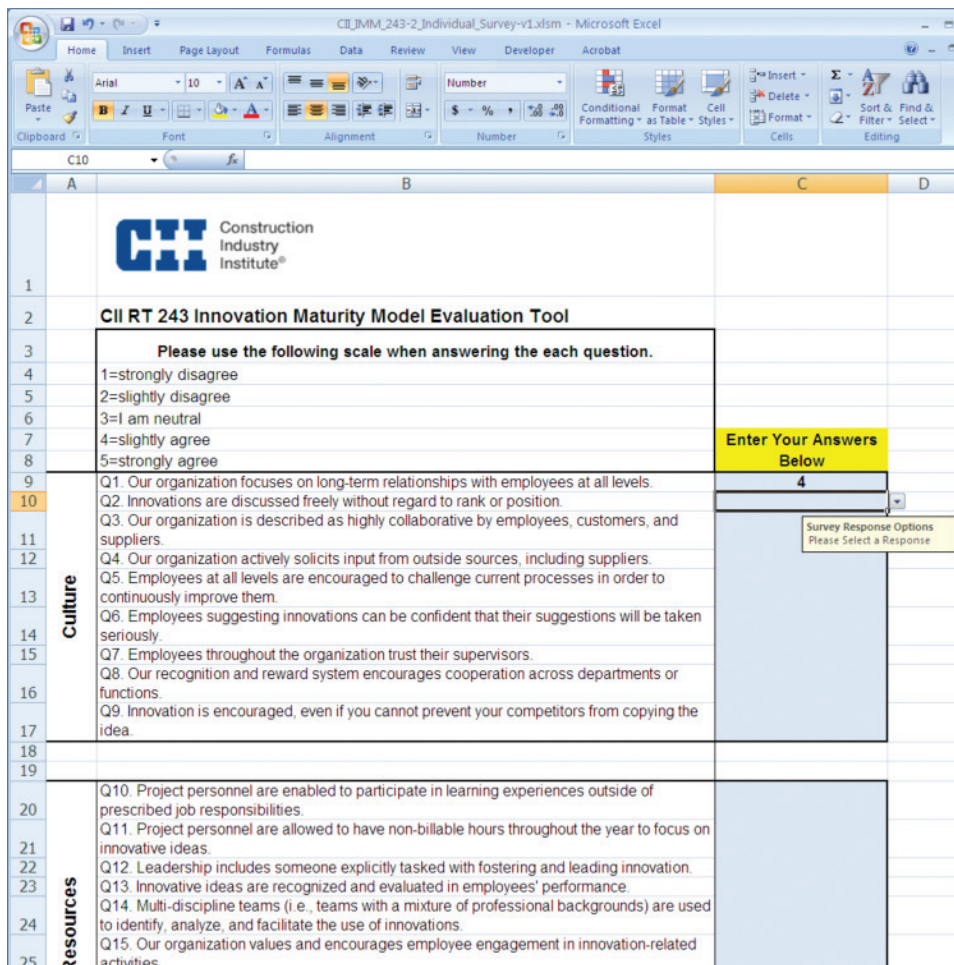 CII_IMM_243-2_Individual_Survey-v1.xlsm - Microsoft Excel
Home Insert Page Layout Formulas Data Review View Developer Acrobat
Paste
Arial 10 A A
B I U A
Number
$ % ,
Conditional Formatting
Format as Table
Cell Styles
Insert
Delete
Format
Σ
Sort & Filter
Find & Select
Clipboard Font Alignment Number Styles Cells Editing
C10 fx
A B C D
1
Construction
Industry
Institute®
2 CII RT 243 Innovation Maturity Model Evaluation Tool
3 Please use the following scale when answering the each question.
4 1=strongly disagree
5 2=slightly disagree
6 3=I am neutral
7 4=slightly agree Enter Your Answers
8 5=strongly agree Below
Culture
9 Q1. Our organization focuses on long-term relationships with employees at all levels. 4
10 Q2. Innovations are discussed freely without regard to rank or position.
Survey Response Options
Please Select a Response
Q3. Our organization is described as highly collaborative by employees, customers, and
11 suppliers.
12 Q4. Our organization actively solicits input from outside sources, including suppliers.
Q5. Employees at all levels are encouraged to challenge current processes in order to
13 continuously improve them.
Q6. Employees suggesting innovations can be confident that their suggestions will be taken
14 seriously.
15 Q7. Employees throughout the organization trust their supervisors.
Q8. Our recognition and reward system encourages cooperation across departments or
16 functions.
Q9. Innovation is encouraged, even if you cannot prevent your competitors from copying the
17 idea.
18
19
Resources
Q10. Project personnel are enabled to participate in learning experiences outside of
20 prescribed job responsibilities.
Q11. Project personnel are allowed to have non-billable hours throughout the year to focus on
21 innovative ideas.
22 Q12. Leadership includes someone explicitly tasked with fostering and leading innovation.
23 Q13. Innovative ideas are recognized and evaluated in employees' performance.
Q14. Multi-discipline teams (i.e., teams with a mixture of professional backgrounds) are used
24 to identify, analyze, and facilitate the use of innovations.
Q15. Our organization values and encourages employee engagement in innovation-related
25 activities.